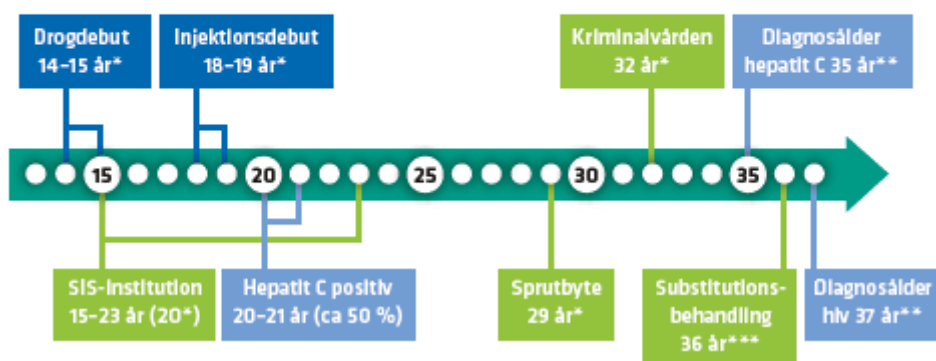 Drogdebut
14–15 år*
Injektionsdebut
18–19 år*
Kriminalvården
32 år*
Diagnosålder
hepatit C 35 år**
15
20
25
30
35
SIS-institution
15–23 år (20*)
Hepatit C positiv
20–21 år (ca 50 %)
Sprutbyte
29 år*
Substitutions-
behandling
36 år***
Diagnosålder
hiv 37 år**